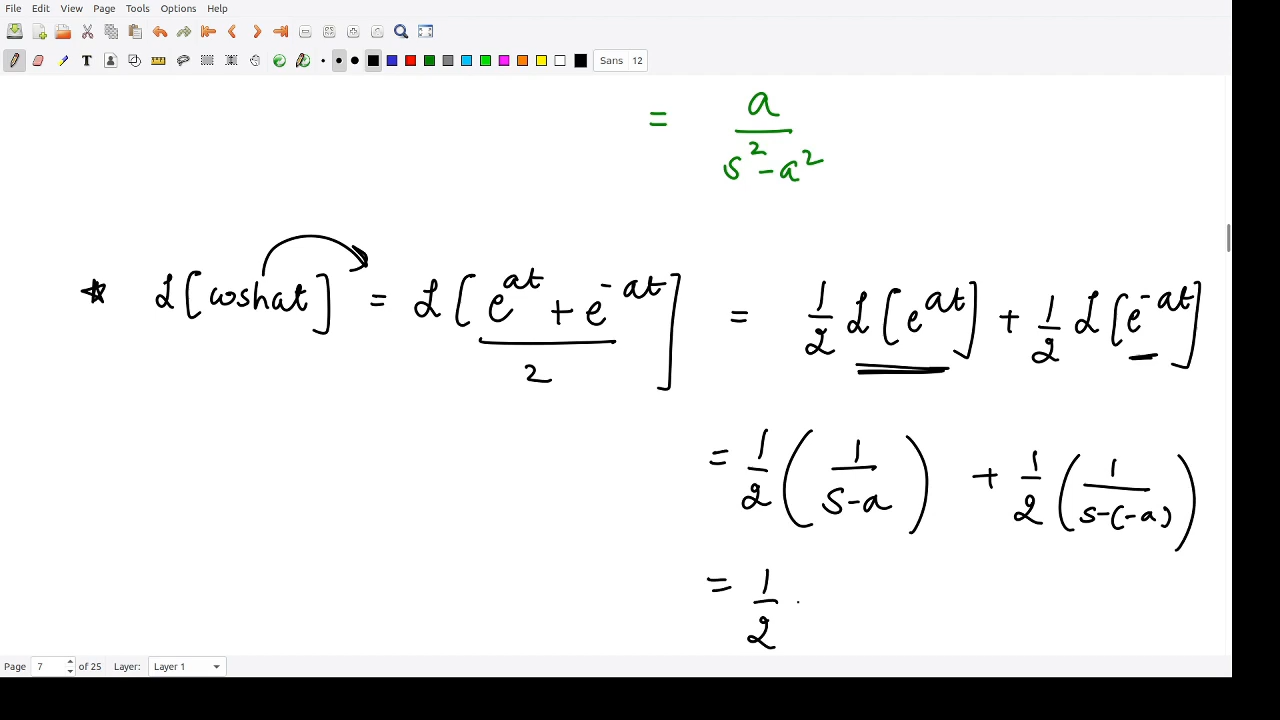 File Edit View Page Tools Options Help
T Sans 12
= a / s² - a²
* ℒ[coshat] = ℒ[e^at + e^-at / 2] = 1/2 ℒ[e^at] + 1/2 ℒ[e^-at]
= 1/2 (1 / s-a) + 1/2 (1 / s-(-a))
= 1/2
Page 7 of 25 Layer: Layer 1